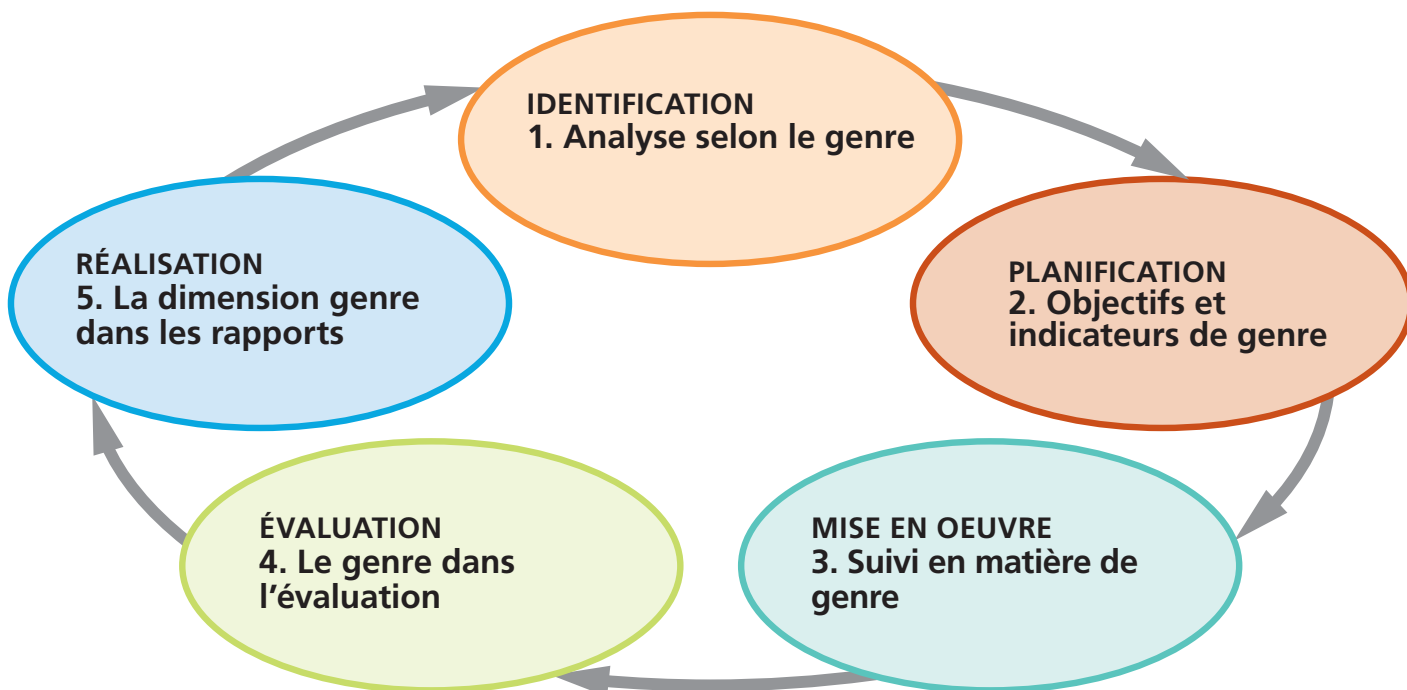 IDENTIFICATION
1. Analyse selon le genre
PLANIFICATION
2. Objectifs et
indicateurs de genre
MISE EN OEUVRE
3. Suivi en matière de
genre
ÉVALUATION
4. Le genre dans
l'évaluation
RÉALISATION
5. La dimension genre
dans les rapports